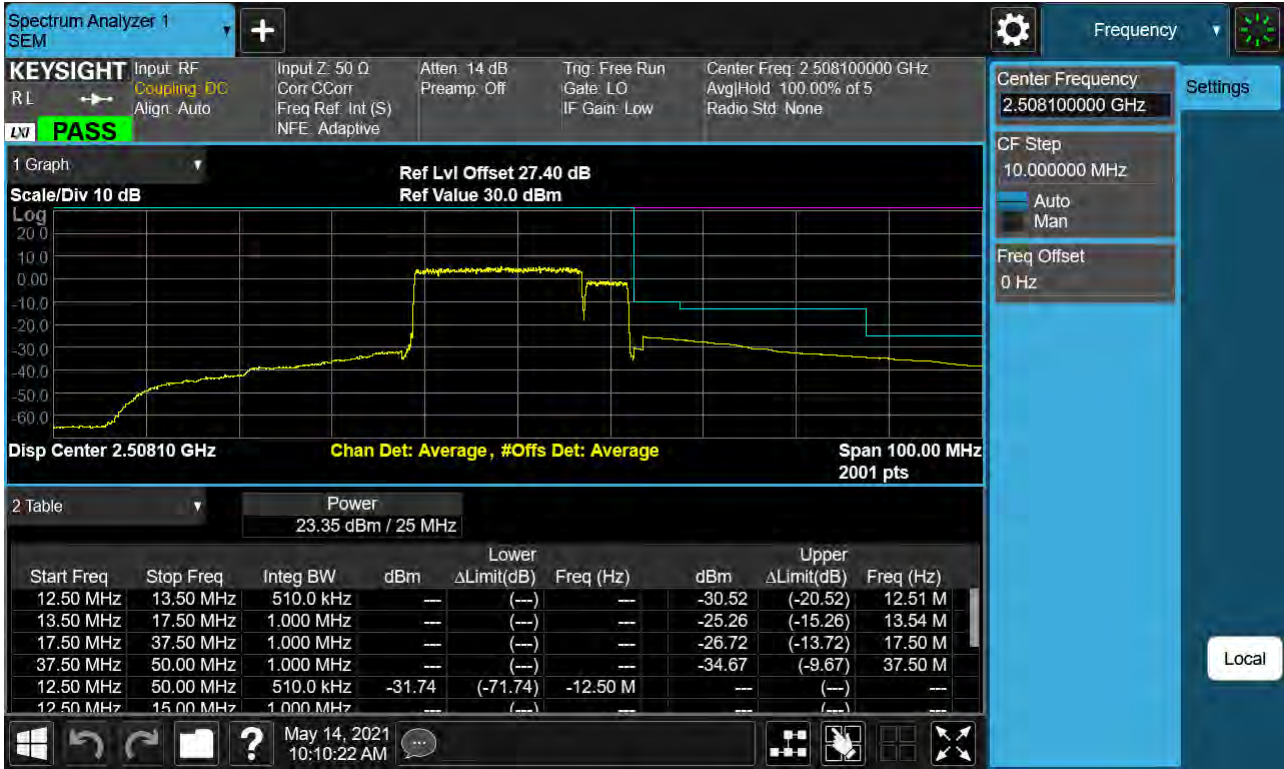 Spectrum Analyzer 1
SEM
Frequency
KEYSIGHT
RL
LXI
PASS
Input: RF
Coupling: DC
Align: Auto
Input Z: 50 Ω
Corr CCorr
Freq Ref: Int (S)
NFE: Adaptive
Atten: 14 dB
Preamp: Off
Trig: Free Run
Gate: LO
IF Gain: Low
Center Freq: 2.508100000 GHz
Avg|Hold: 100.00% of 5
Radio Std: None
Center Frequency
2.508100000 GHz
Settings
CF Step
10.000000 MHz
Auto
Man
Freq Offset
0 Hz
1 Graph
Scale/Div 10 dB
Ref Lvl Offset 27.40 dB
Ref Value 30.0 dBm
Log
20.0
10.0
0.00
-10.0
-20.0
-30.0
-40.0
-50.0
-60.0
Disp Center 2.50810 GHz
Chan Det: Average, #Offs Det: Average
Span 100.00 MHz
2001 pts
2 Table
Power
23.35 dBm / 25 MHz
Lower Upper
Start Freq Stop Freq Integ BW dBm ΔLimit(dB) Freq (Hz) dBm ΔLimit(dB) Freq (Hz)
12.50 MHz 13.50 MHz 510.0 kHz --- (---) --- -30.52 (-20.52) 12.51 M
13.50 MHz 17.50 MHz 1.000 MHz --- (---) --- -25.26 (-15.26) 13.54 M
17.50 MHz 37.50 MHz 1.000 MHz --- (---) --- -26.72 (-13.72) 17.50 M
37.50 MHz 50.00 MHz 1.000 MHz --- (---) --- -34.67 (-9.67) 37.50 M
12.50 MHz 50.00 MHz 510.0 kHz -31.74 (-71.74) -12.50 M --- (---) ---
12.50 MHz 15.00 MHz 1.000 MHz --- (---) --- --- (---) ---
Local
?
May 14, 2021
10:10:22 AM